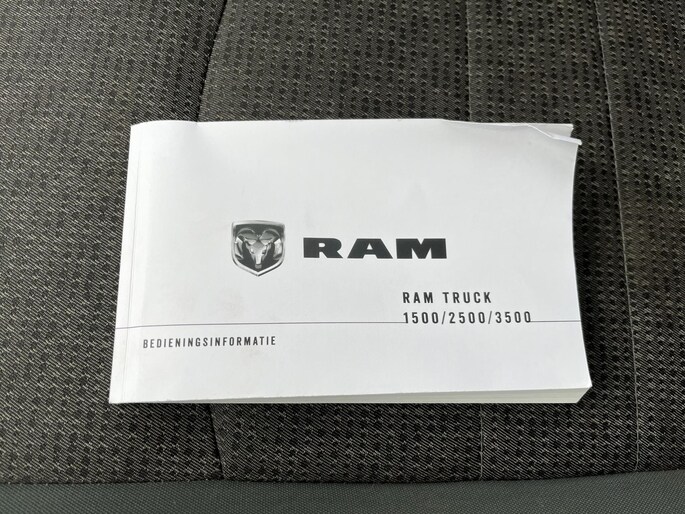 RAM
RAM TRUCK
1500/2500/3500
BEDIENINGSINFORMATIE